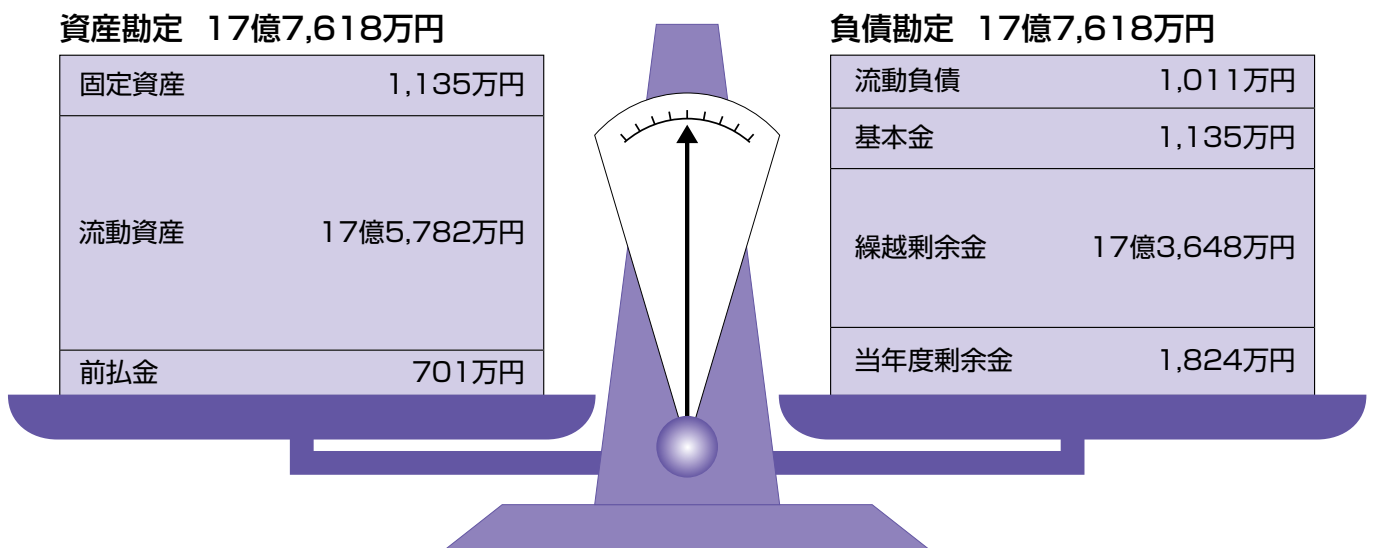 資産勘定 17億7,618万円
固定資産 1,135万円
流動資産 17億5,782万円
前払金 701万円
負債勘定 17億7,618万円
流動負債 1,011万円
基本金 1,135万円
繰越剰余金 17億3,648万円
当年度剰余金 1,824万円